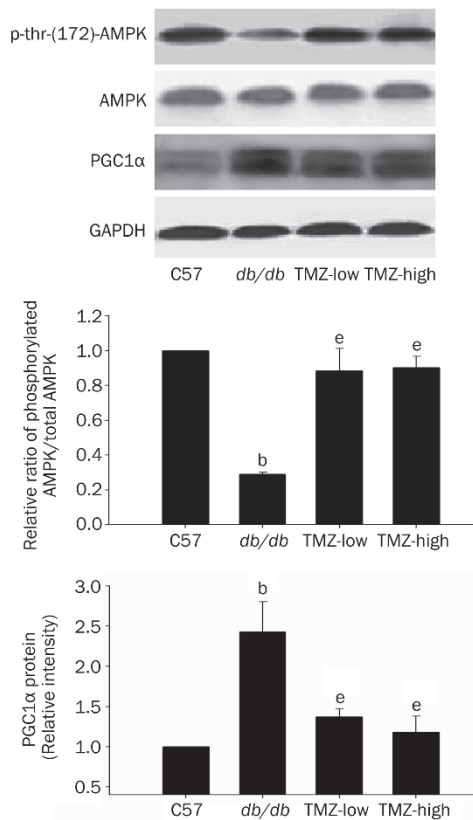 p-thr-(172)-AMPK
AMPK
PGC1α
GAPDH
C57 db/db TMZ-low TMZ-high
Relative ratio of phosphorylated
AMPK/total AMPK
1.2
1.0
0.8
0.6
0.4
0.2
0.0
b
e
e
C57 db/db TMZ-low TMZ-high
PGC1α protein
(Relative intensity)
3.0
2.5
2.0
1.5
1.0
0.5
b
e
e
C57 db/db TMZ-low TMZ-high